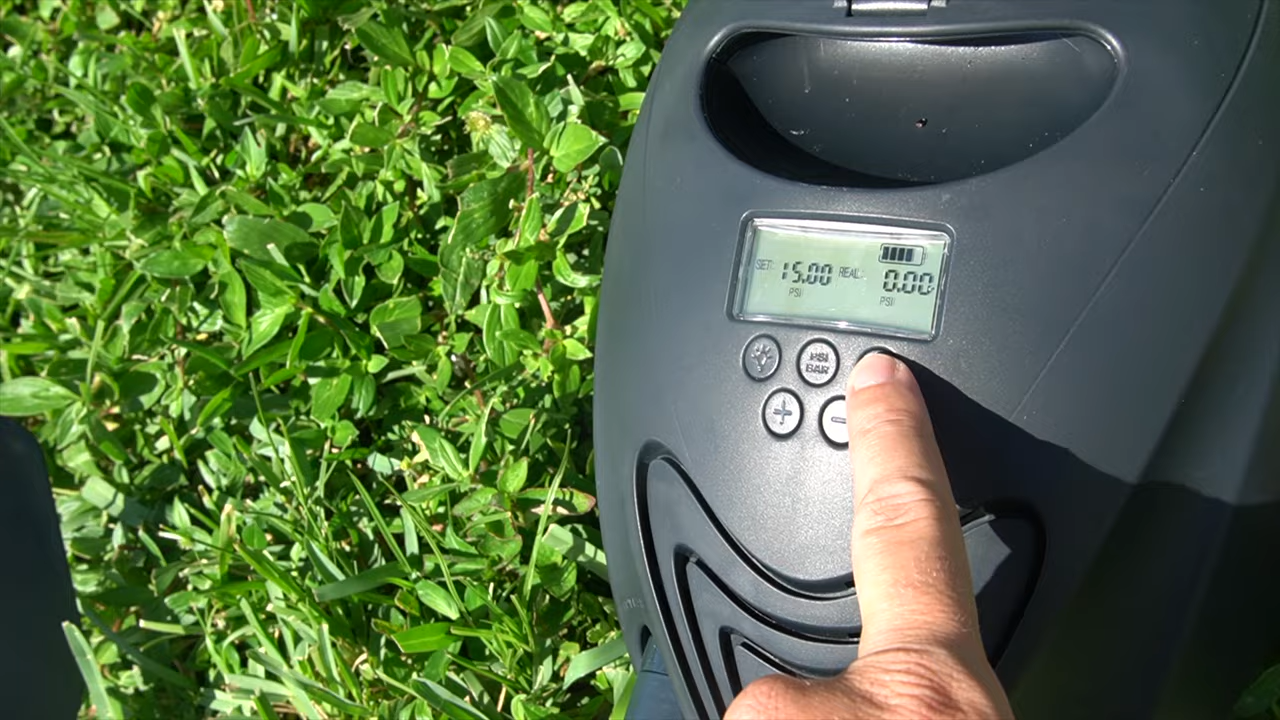 SET: 15.00 REAL: 0.00
PSI PSI
PSI
BAR
+ −